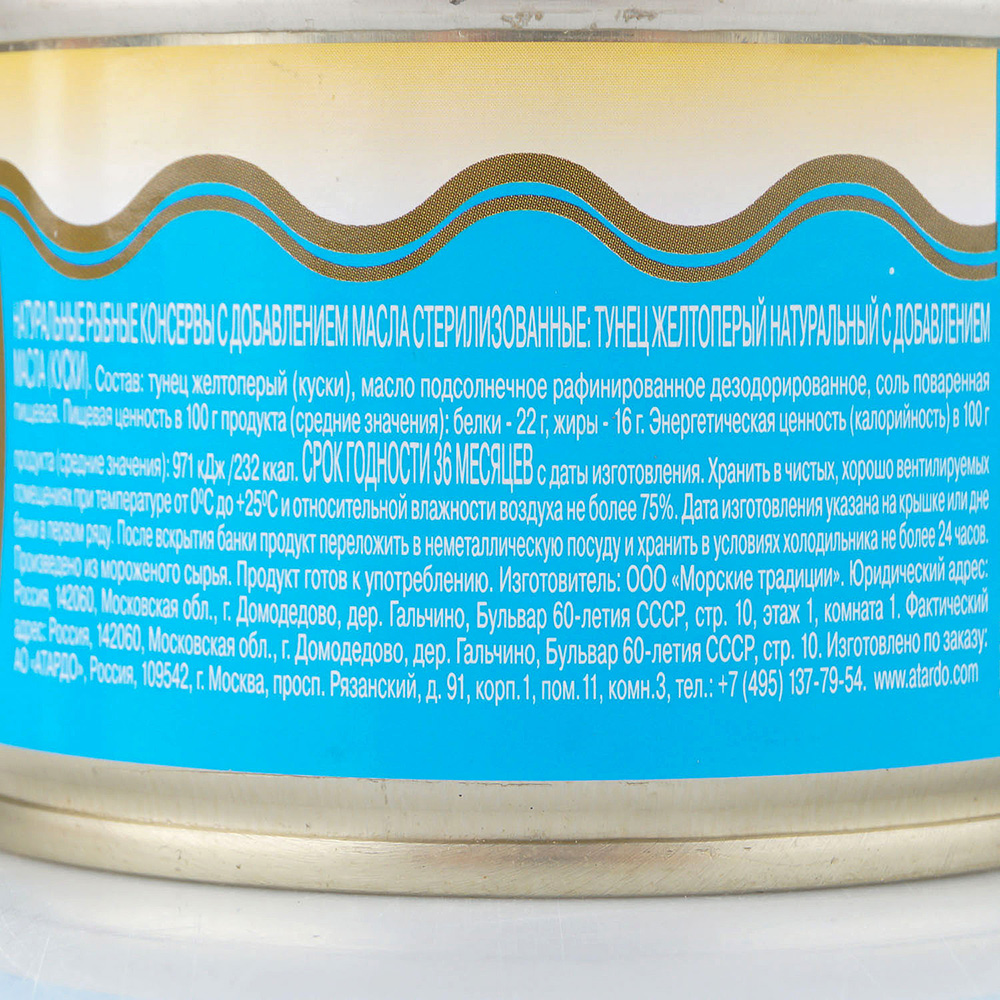 НАТУРАЛЬНЫЕ РЫБНЫЕ КОНСЕРВЫ С ДОБАВЛЕНИЕМ МАСЛА СТЕРИЛИЗОВАННЫЕ: ТУНЕЦ ЖЕЛТОПЕРЫЙ НАТУРАЛЬНЫЙ С ДОБАВЛЕНИЕМ
МАСЛА (КУСКИ). Состав: тунец желтоперый (куски), масло подсолнечное рафинированное дезодорированное, соль поваренная
пищевая. Пищевая ценность в 100 г продукта (средние значения): белки - 22 г, жиры - 16 г. Энергетическая ценность (калорийность) в 100 г
продукта (средние значения): 971 кДж /232 ккал. СРОК ГОДНОСТИ 36 МЕСЯЦЕВ с даты изготовления. Хранить в чистых, хорошо вентилируемых
помещениях при температуре от 0ºС до +25ºС и относительной влажности воздуха не более 75%. Дата изготовления указана на крышке или дне
банки в первом ряду. После вскрытия банки продукт переложить в неметаллическую посуду и хранить в условиях холодильника не более 24 часов.
Произведено из мороженого сырья. Продукт готов к употреблению. Изготовитель: ООО «Морские традиции». Юридический адрес:
Россия, 142060, Московская обл., г. Домодедово, дер. Гальчино, Бульвар 60-летия СССР, стр. 10, этаж 1, комната 1. Фактический
адрес: Россия, 142060, Московская обл., г. Домодедово, дер. Гальчино, Бульвар 60-летия СССР, стр. 10. Изготовлено по заказу:
АО «АТАРДО», Россия, 109542, г. Москва, просп. Рязанский, д. 91, корп.1, пом.11, комн.3, тел.: +7 (495) 137-79-54. www.atardo.com